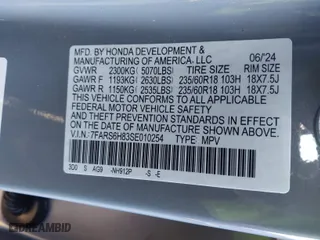 MFD. BY HONDA DEVELOPMENT &
MANUFACTURING OF AMERICA, LLC 06/'24
GVWR 2300KG (5070LBS) TIRE SIZE RIM SIZE
GAWR F 1193KG (2630LBS) 235/60R18 103H 18X7.5J
GAWR R 1150KG (2535LBS) 235/60R18 103H 18X7.5J
THIS VEHICLE CONFORMS TO ALL APPLICABLE
FEDERAL MOTOR VEHICLE SAFETY STANDARDS IN EFFECT
ON THE DATE OF MANUFACTURE SHOWN ABOVE.
V.I.N.: 7FARS6H83SE010254 TYPE: MPV
3D0 S AGB -NH912P -S -E
DREAMBID